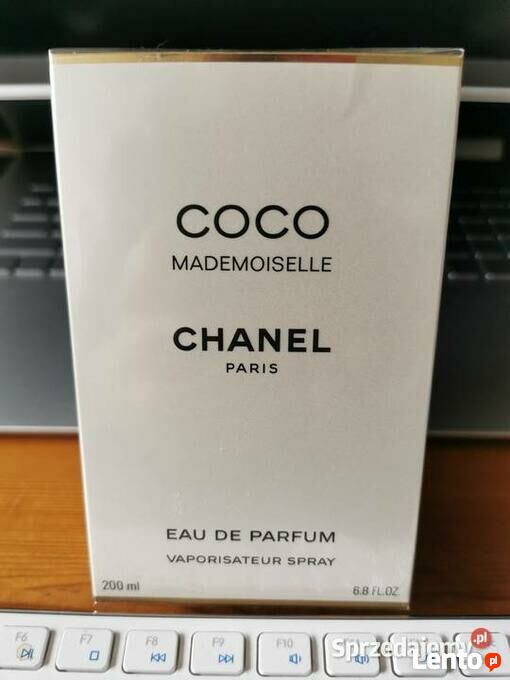 COCO
MADEMOISELLE
CHANEL
PARIS
EAU DE PARFUM
VAPORISATEUR SPRAY
200 ml 6.8 FL.OZ
F6 F7 F8 F9 F10
Sprzedajemy.pl
Lento.pl